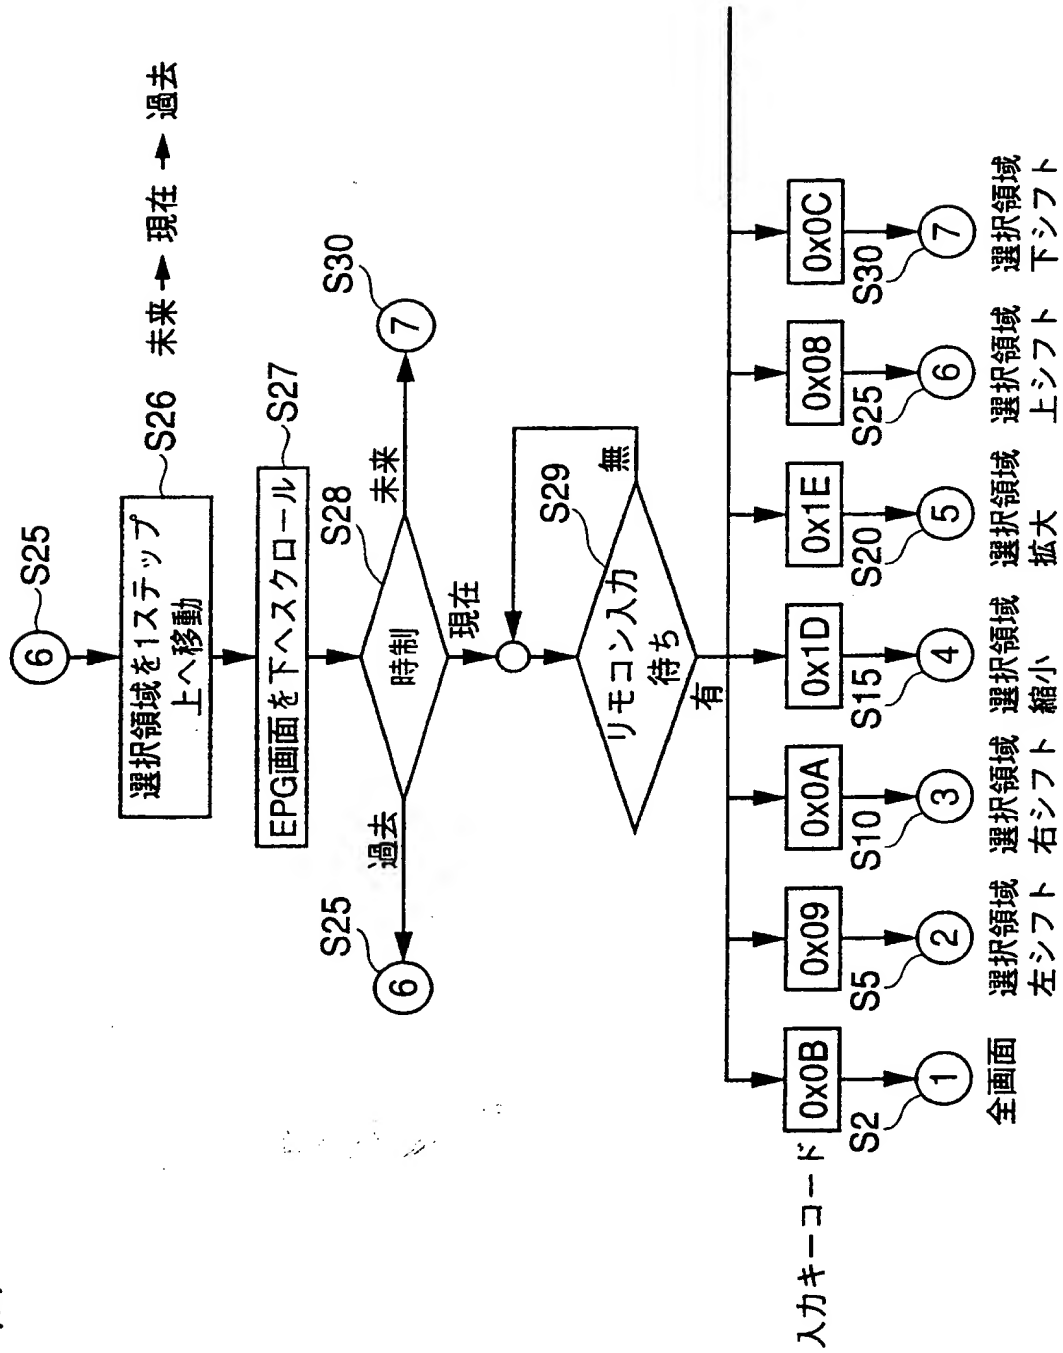 6
S25
選択領域を1ステップ
上へ移動
S26
未来→現在→過去
EPG画面を下へスクロール
S27
時制
S28
過去
S25
6
未来
S30
7
現在
リモコン入力
待ち
S29
無
有
入力キーコード
0x0B
0x09
0x0A
0x1D
0x1E
0x08
0x0C
S2
S5
S10
S15
S20
S25
S30
1
2
3
4
5
6
7
全画面
選択領域
左シフト
選択領域
右シフト
選択領域
縮小
選択領域
拡大
選択領域
上シフト
選択領域
下シフト